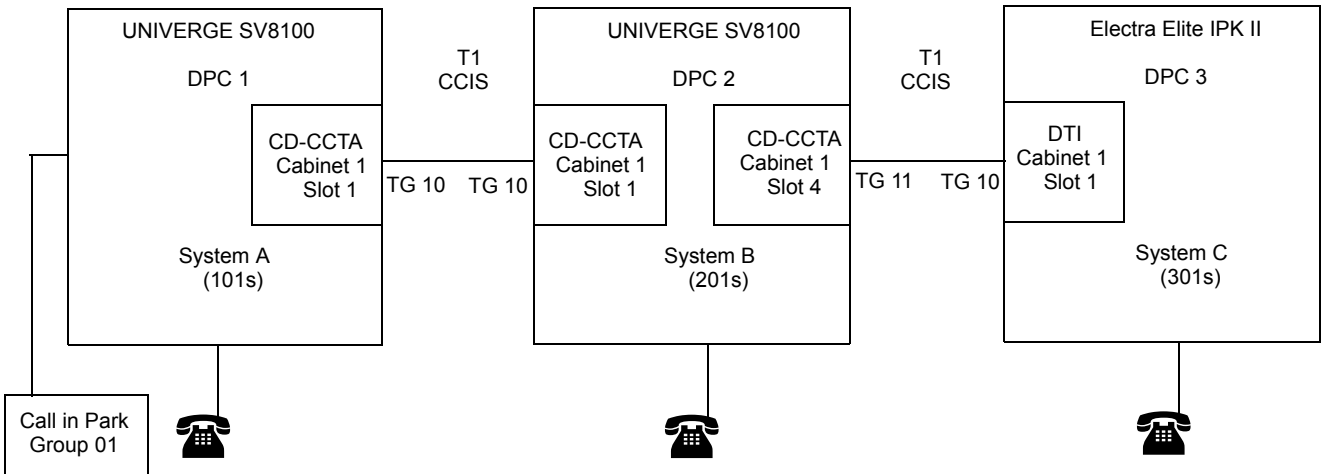 UNIVERGE SV8100
DPC 1
CD-CCTA
Cabinet 1
Slot 1
System A
(101s)
Call in Park
Group 01
T1
CCIS
TG 10
TG 10
UNIVERGE SV8100
DPC 2
CD-CCTA
Cabinet 1
Slot 1
CD-CCTA
Cabinet 1
Slot 4
System B
(201s)
T1
CCIS
TG 11
TG 10
Electra Elite IPK II
DPC 3
DTI
Cabinet 1
Slot 1
System C
(301s)